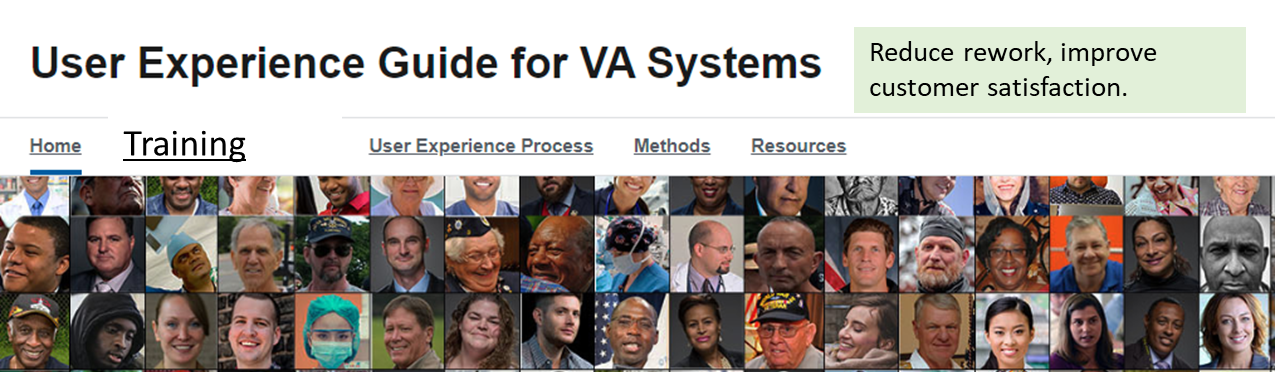 User Experience Guide for VA Systems
Reduce rework, improve
customer satisfaction.
Home Training User Experience Process Methods Resources